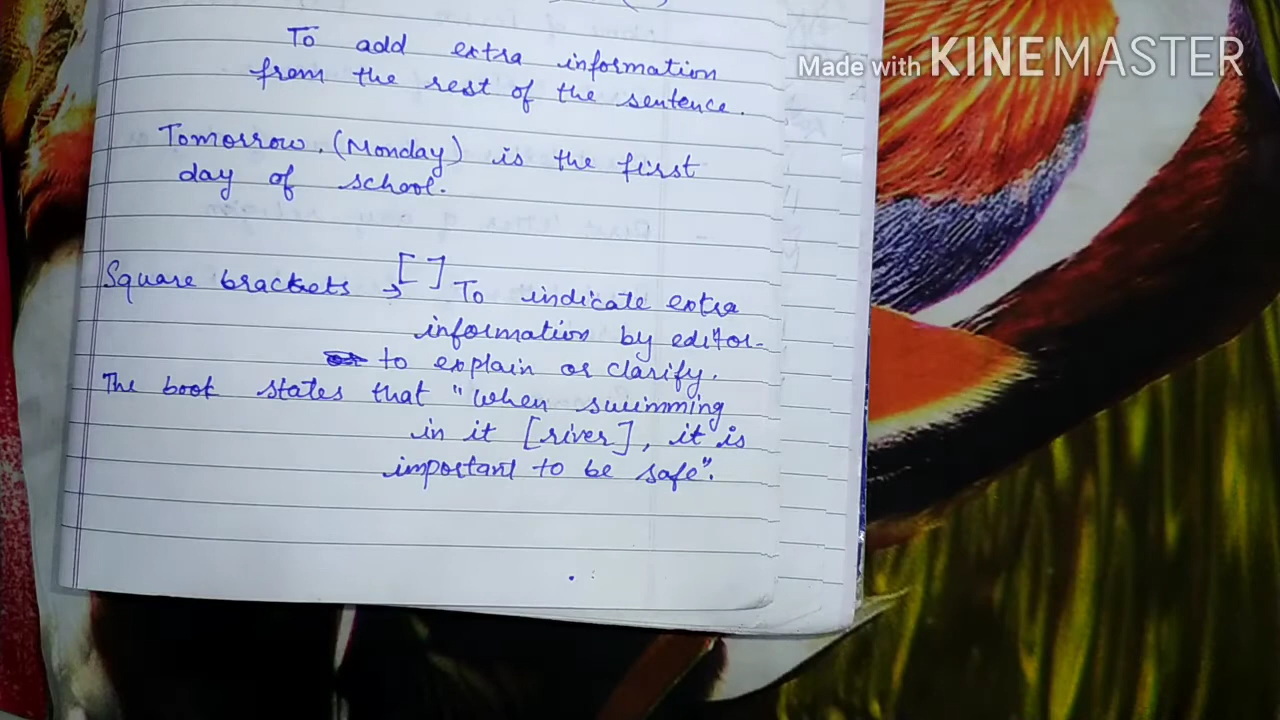 To add extra information
from the rest of the sentence.
Tomorrow. (Monday) is the first
day of school.
Square brackets → [ ] To indicate extra
information by editor-
to explain or clarify.
The book states that "when swimming
in it [river], it is
important to be safe".
Made with KINEMASTER